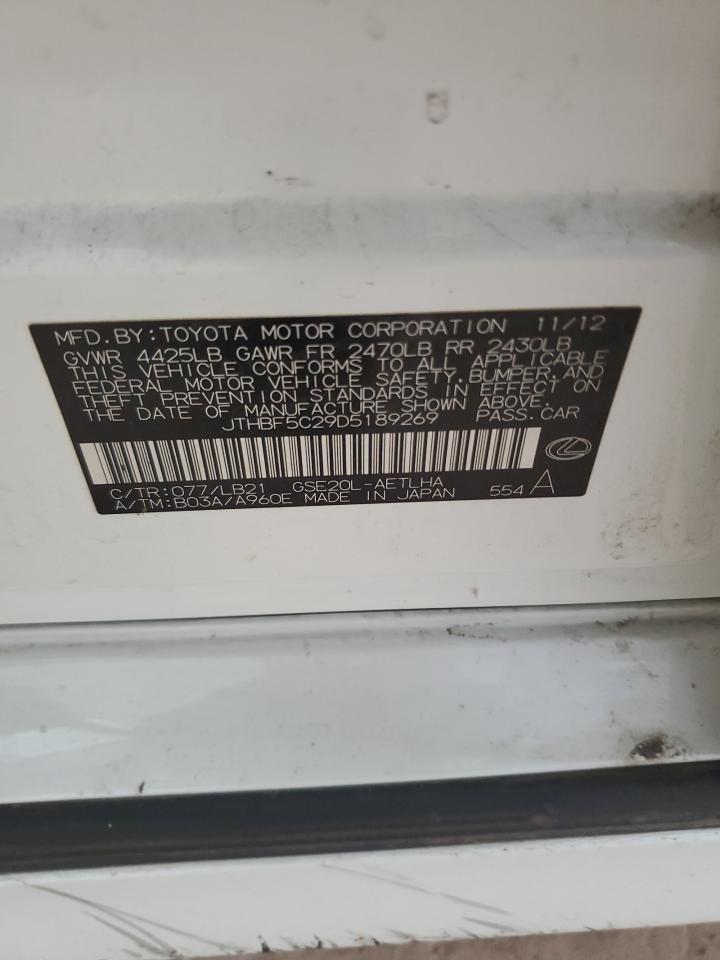 MFD.BY:TOYOTA MOTOR CORPORATION 11/12
GVWR 4425LB GAWR FR 2470LB RR 2430LB
THIS VEHICLE CONFORMS TO ALL APPLICABLE
FEDERAL MOTOR VEHICLE SAFETY,BUMPER,AND
THEFT PREVENTION STANDARDS IN EFFECT ON
THE DATE OF MANUFACTURE SHOWN ABOVE.
JTHBF5C29D5189269 PASS.CAR
C/TR:077/LB21 GSE20L-AETLHA
A/TM:B03A/A960E MADE IN JAPAN 554 A